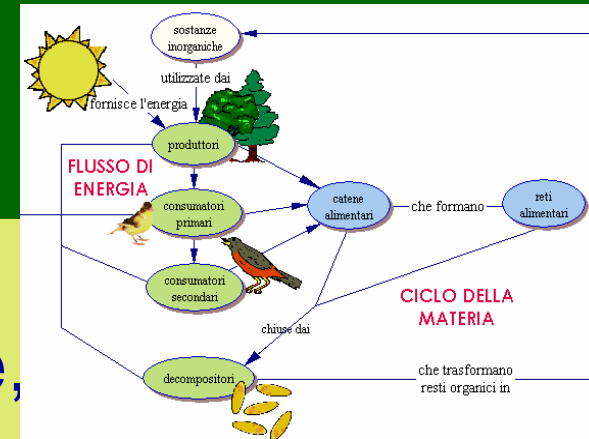 sostanze
inorganiche
utilizzate dai
fornisce l'energia
produttori
FLUSSO DI
ENERGIA
consumatori
primari
catene
alimentari
che formano
reti
alimentari
consumatori
secondari
CICLO DELLA
MATERIA
chiuse dai
e,
decompositori
che trasformano
resti organici in